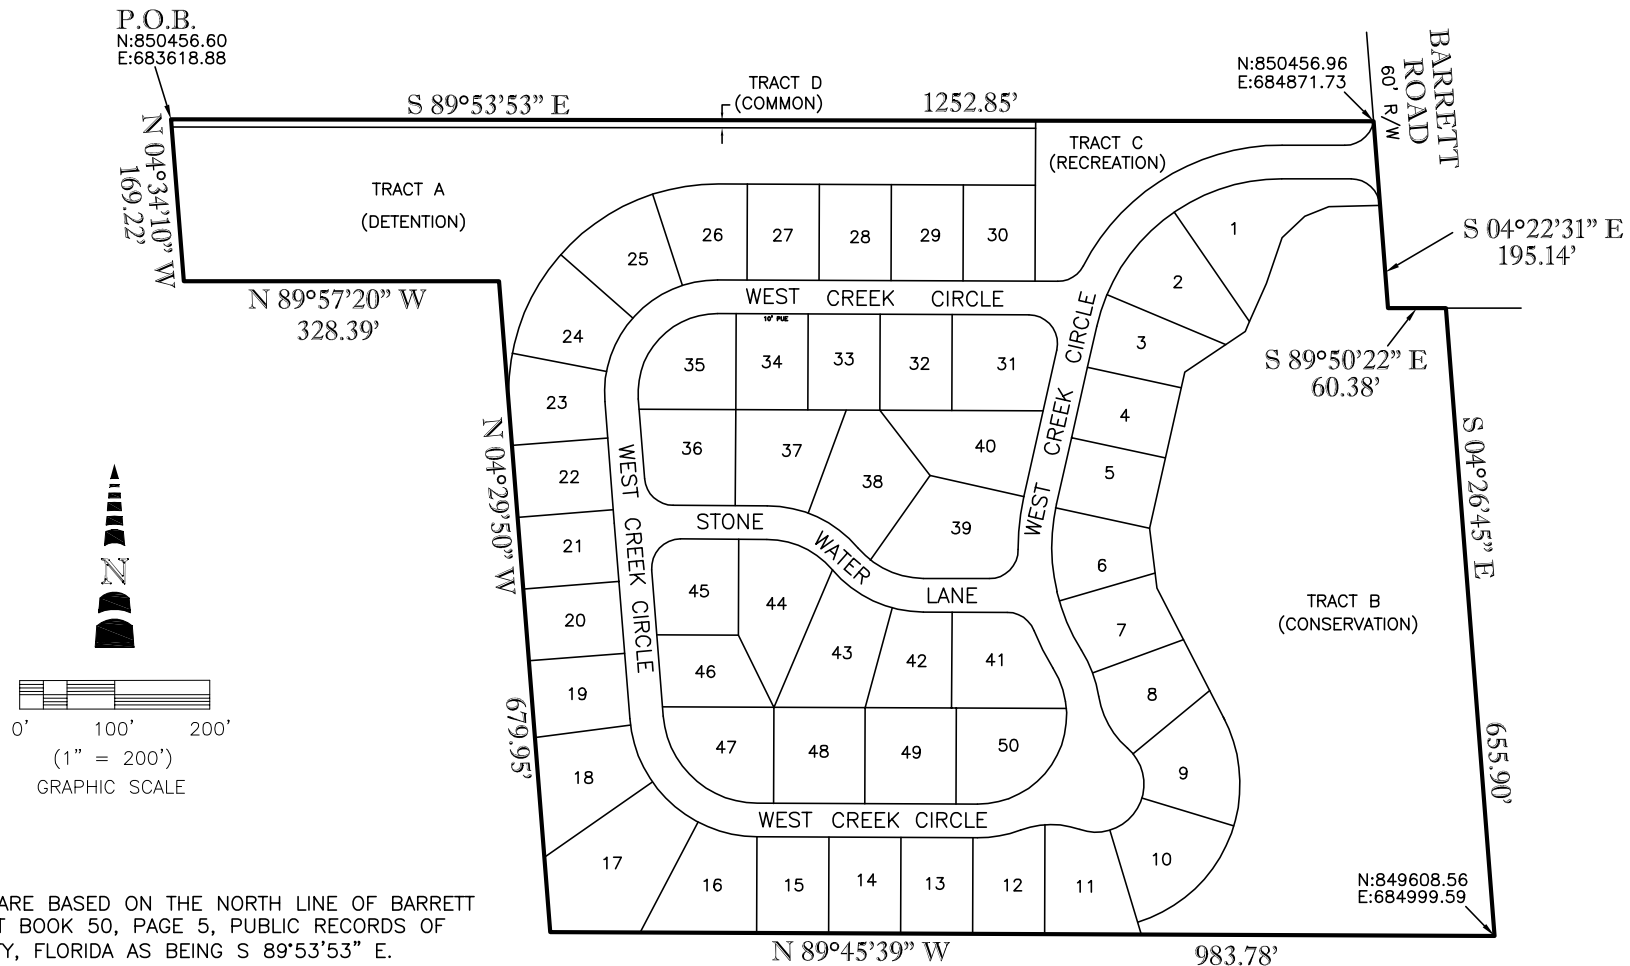 P.O.B.
N:850456.60
E:683618.88
S 89°53’53” E
TRACT D
(COMMON)
1252.85’
N:850456.96
E:684871.73
BARRETT
ROAD
60' R/W
N 04°34’10” W
169.22’
TRACT A
(DETENTION)
TRACT C
(RECREATION)
S 04°22’31” E
195.14’
N 89°57’20” W
328.39’
S 89°50’22” E
60.38’
26
27
28
29
30
25
24
23
22
21
20
19
18
17
16
15
14
13
12
11
10
9
8
7
6
5
4
3
2
1
WEST CREEK CIRCLE
10' PUE
35
34
33
32
31
36
37
38
40
39
WEST CREEK CIRCLE
WEST CREEK CIRCLE
WEST CREEK CIRCLE
CREEK CIRCLE
STONE WATER LANE
45
44
43
42
41
46
47
48
49
50
WEST CREEK CIRCLE
N 04°29’50” W
679.95’
TRACT B
(CONSERVATION)
S 04°26’45” E
655.90’
N
0' 100' 200'
(1" = 200')
GRAPHIC SCALE
ARE BASED ON THE NORTH LINE OF BARRETT
T BOOK 50, PAGE 5, PUBLIC RECORDS OF
TY, FLORIDA AS BEING S 89°53'53" E.
N:849608.56
E:684999.59
N 89°45’39” W
983.78’